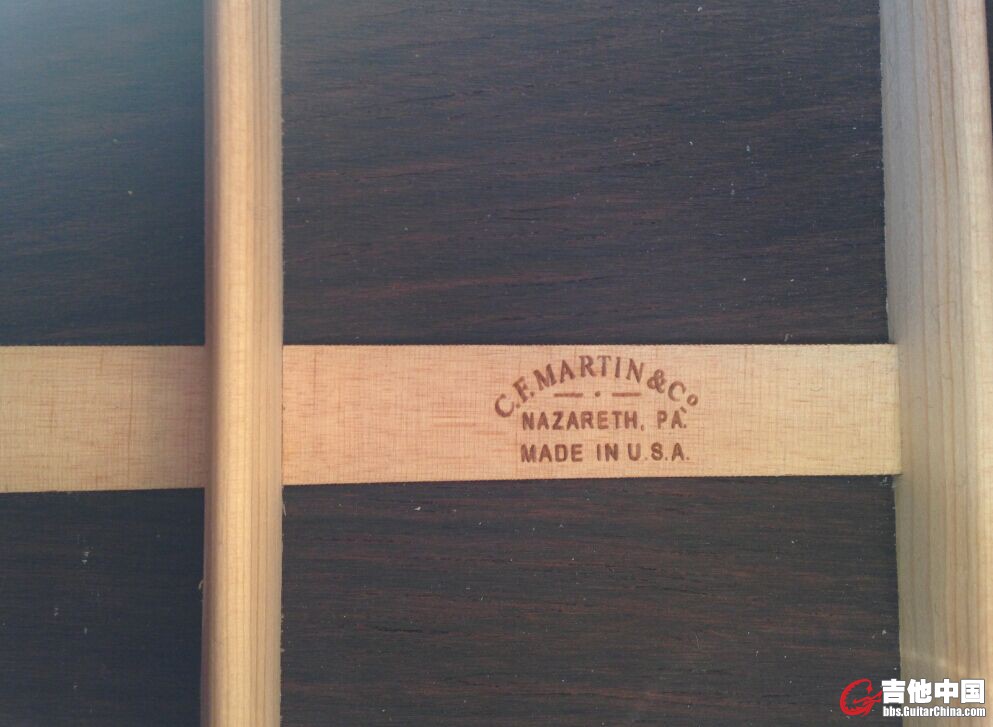 C.F. MARTIN & Co
NAZARETH, PA.
MADE IN U.S.A.
吉他中国
bbs.GuitarChina.com